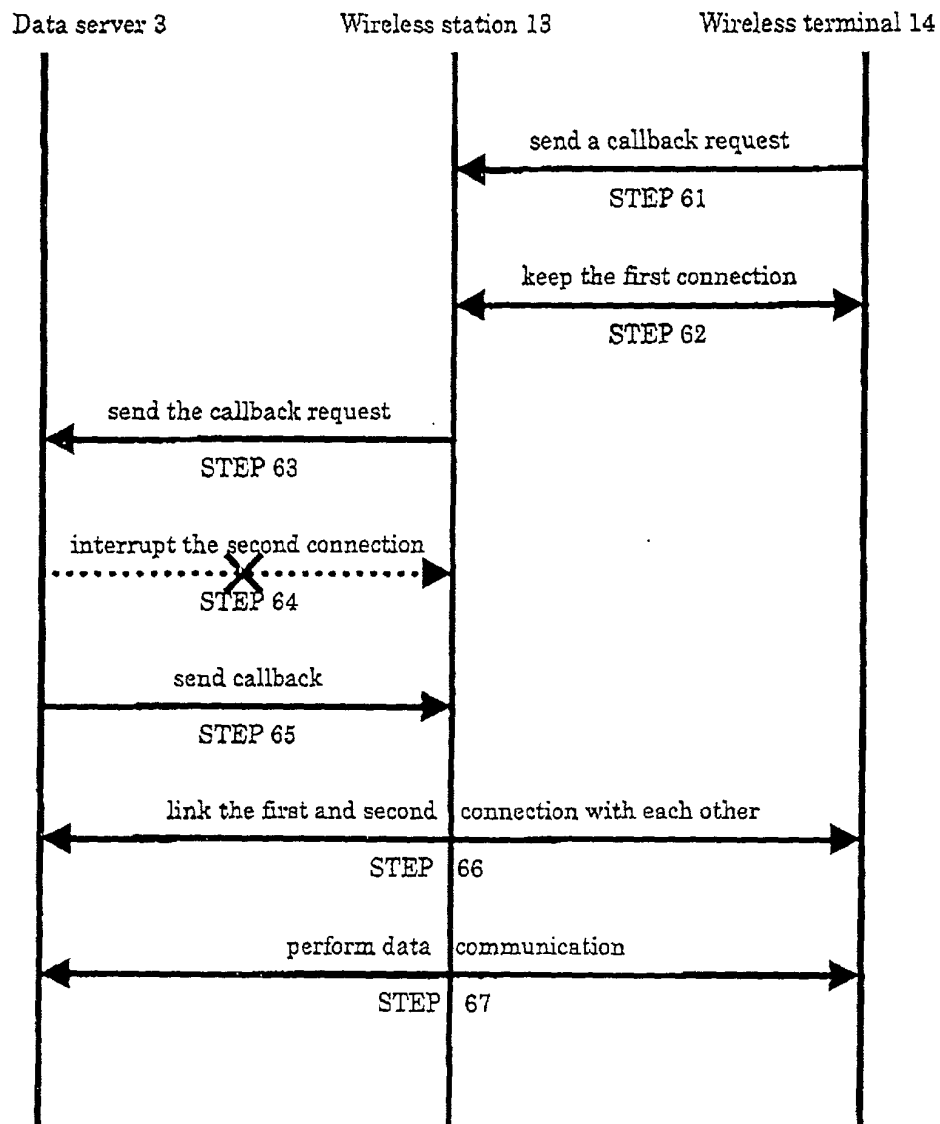 Data server 3 Wireless station 13 Wireless terminal 14
send a callback request
STEP 61
keep the first connection
STEP 62
send the callback request
STEP 63
interrupt the second connection
STEP 64
send callback
STEP 65
link the first and second connection with each other
STEP 66
perform data communication
STEP 67